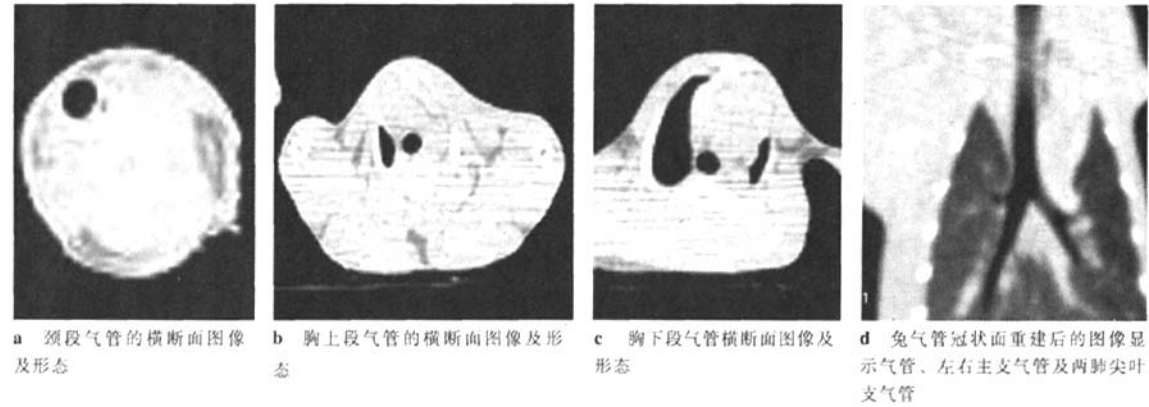 a 颈段气管的横断面图像
及形态
b 胸上段气管的横断面图像及形
态
c 胸下段气管横断面图像及
形态
1
d 兔气管冠状面重建后的图像显
示气管、左右主支气管及两肺尖叶
支气管